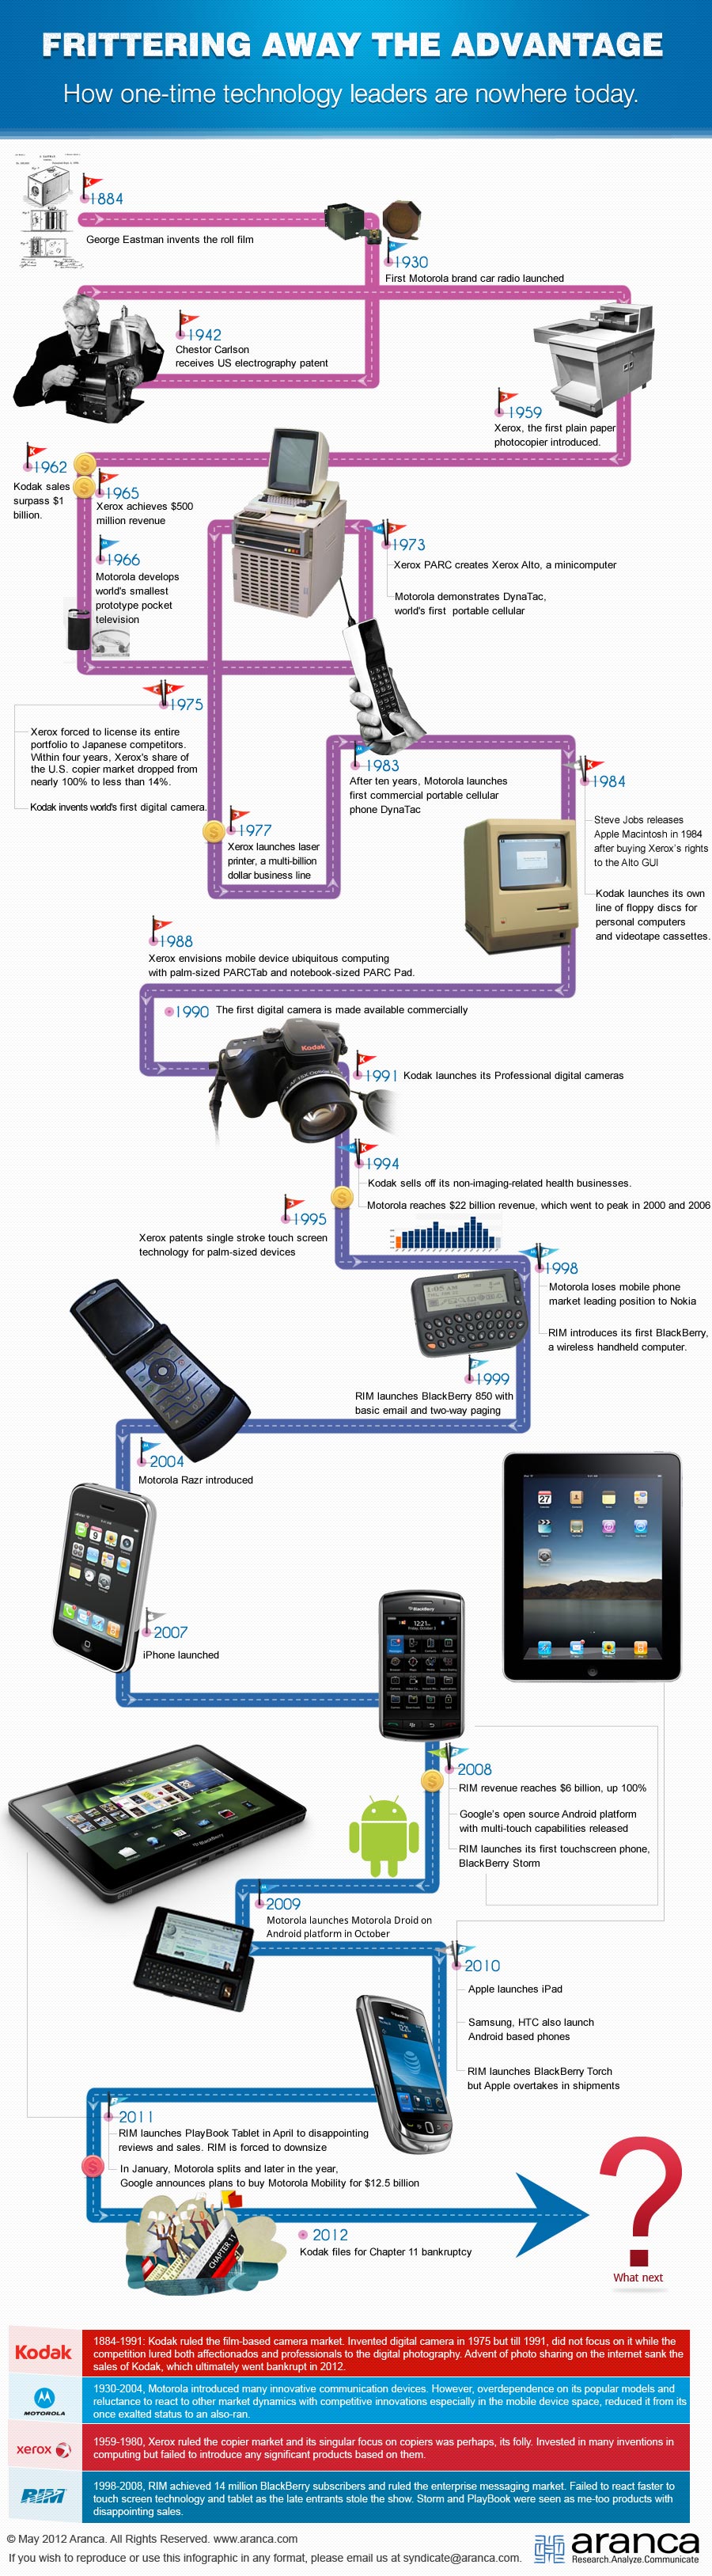 FRITTERING AWAY THE ADVANTAGE
How one-time technology leaders are nowhere today.
1884
George Eastman invents the roll film
1930
First Motorola brand car radio launched
1942
Chestor Carlson
receives US electrography patent
1959
Xerox, the first plain paper
photocopier introduced.
1962
Kodak sales
surpass $1
billion.
1965
Xerox achieves $500
million revenue
1966
Motorola develops
world's smallest
prototype pocket
television
1973
Xerox PARC creates Xerox Alto, a minicomputer
Motorola demonstrates DynaTac,
world's first portable cellular
1975
Xerox forced to license its entire
portfolio to Japanese competitors.
Within four years, Xerox's share of
the U.S. copier market dropped from
nearly 100% to less than 14%.
Kodak invents world's first digital camera.
1977
Xerox launches laser
printer, a multi-billion
dollar business line
1983
After ten years, Motorola launches
first commercial portable cellular
phone DynaTac
1984
Steve Jobs releases
Apple Macintosh in 1984
after buying Xerox's rights
to the Alto GUI
Kodak launches its own
line of floppy discs for
personal computers
and videotape cassettes.
1988
Xerox envisions mobile device ubiquitous computing
with palm-sized PARCTab and notebook-sized PARC Pad.
1990 The first digital camera is made available commercially
Kodak
1991 Kodak launches its Professional digital cameras
1994
Kodak sells off its non-imaging-related health businesses.
Motorola reaches $22 billion revenue, which went to peak in 2000 and 2006
1995
Xerox patents single stroke touch screen
technology for palm-sized devices
1998
Motorola loses mobile phone
market leading position to Nokia
RIM introduces its first BlackBerry,
a wireless handheld computer.
1999
RIM launches BlackBerry 850 with
basic email and two-way paging
2004
Motorola Razr introduced
2007
iPhone launched
BlackBerry
12:21
2008
RIM revenue reaches $6 billion, up 100%
Google's open source Android platform
with multi-touch capabilities released
RIM launches its first touchscreen phone,
BlackBerry Storm
BlackBerry
2009
Motorola launches Motorola Droid on
Android platform in October
2010
Apple launches iPad
Samsung, HTC also launch
Android based phones
RIM launches BlackBerry Torch
but Apple overtakes in shipments
2011
RIM launches PlayBook Tablet in April to disappointing
reviews and sales. RIM is forced to downsize
In January, Motorola splits and later in the year,
Google announces plans to buy Motorola Mobility for $12.5 billion
CHAPTER 11
2012
Kodak files for Chapter 11 bankruptcy
?
What next
Kodak
1884-1991: Kodak ruled the film-based camera market. Invented digital camera in 1975 but till 1991, did not focus on it while the
competition lured both affectionados and professionals to the digital photography. Advent of photo sharing on the internet sank the
sales of Kodak, which ultimately went bankrupt in 2012.
MOTOROLA
1930-2004, Motorola introduced many innovative communication devices. However, overdependence on its popular models and
reluctance to react to other market dynamics with competitive innovations especially in the mobile device space, reduced it from its
once exalted status to an also-ran.
xerox
1959-1980, Xerox ruled the copier market and its singular focus on copiers was perhaps, its folly. Invested in many inventions in
computing but failed to introduce any significant products based on them.
RIM
1998-2008, RIM achieved 14 million BlackBerry subscribers and ruled the enterprise messaging market. Failed to react faster to
touch screen technology and tablet as the late entrants stole the show. Storm and PlayBook were seen as me-too products with
disappointing sales.
© May 2012 Aranca. All Rights Reserved. www.aranca.com
If you wish to reproduce or use this infographic in any format, please email us at syndicate@aranca.com.
aranca
Research.Analyze.Communicate